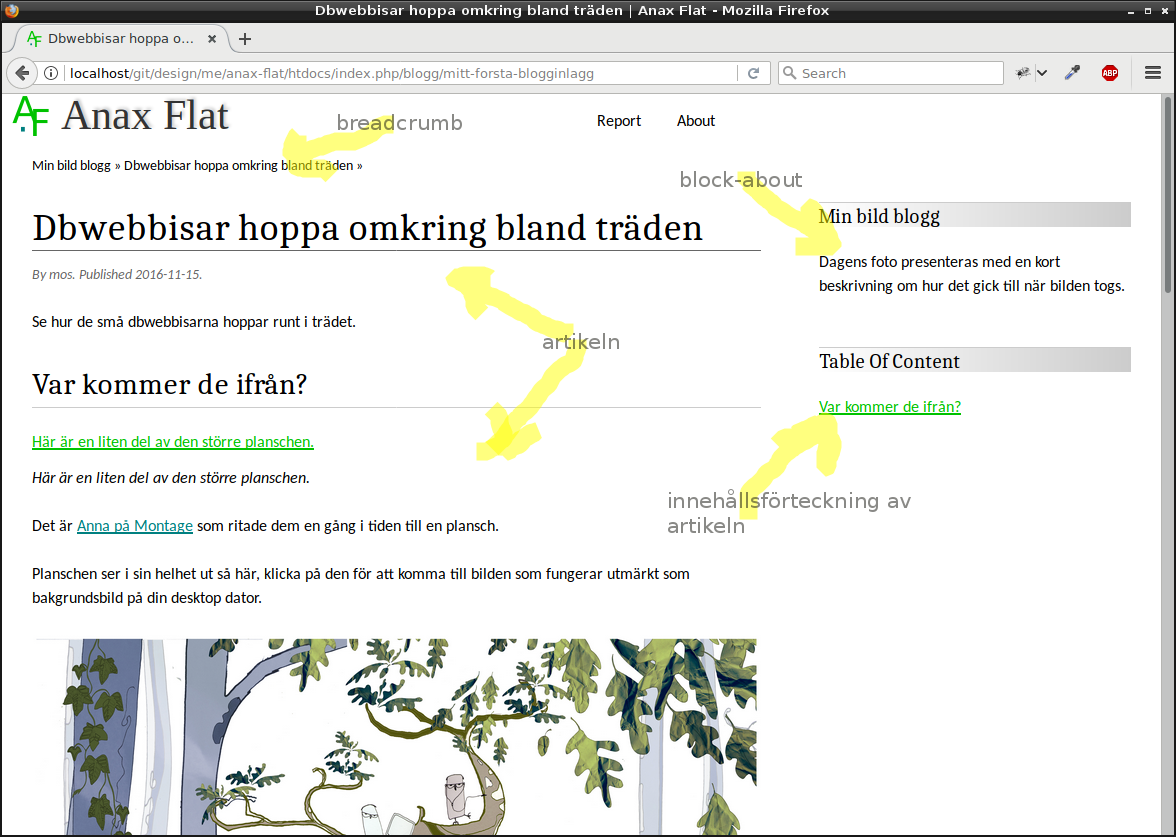 Dbwebbisar hoppa omkring bland träden | Anax Flat - Mozilla Firefox
Dbwebbisar hoppa o...
localhost/git/design/me/anax-flat/htdocs/index.php/blogg/mitt-forsta-blogginlagg
Search
ABP
AF Anax Flat
breadcrumb
Report
About
Min bild blogg » Dbwebbisar hoppa omkring bland träden »
block-about
Dbwebbisar hoppa omkring bland träden
By mos. Published 2016-11-15.
Se hur de små dbwebbisarna hoppar runt i trädet.
artikeln
Var kommer de ifrån?
Här är en liten del av den större planschen.
Här är en liten del av den större planschen.
Det är Anna på Montage som ritade dem en gång i tiden till en plansch.
Planschen ser i sin helhet ut så här, klicka på den för att komma till bilden som fungerar utmärkt som
bakgrundsbild på din desktop dator.
Min bild blogg
Dagens foto presenteras med en kort
beskrivning om hur det gick till när bilden togs.
Table Of Content
Var kommer de ifrån?
innehållsförteckning av
artikeln